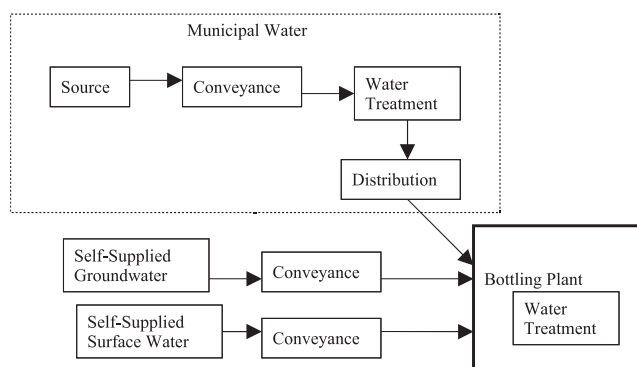 Municipal Water
Source
Conveyance
Water
Treatment
Distribution
Self-Supplied
Groundwater
Conveyance
Self-Supplied
Surface Water
Conveyance
Bottling Plant
Water
Treatment